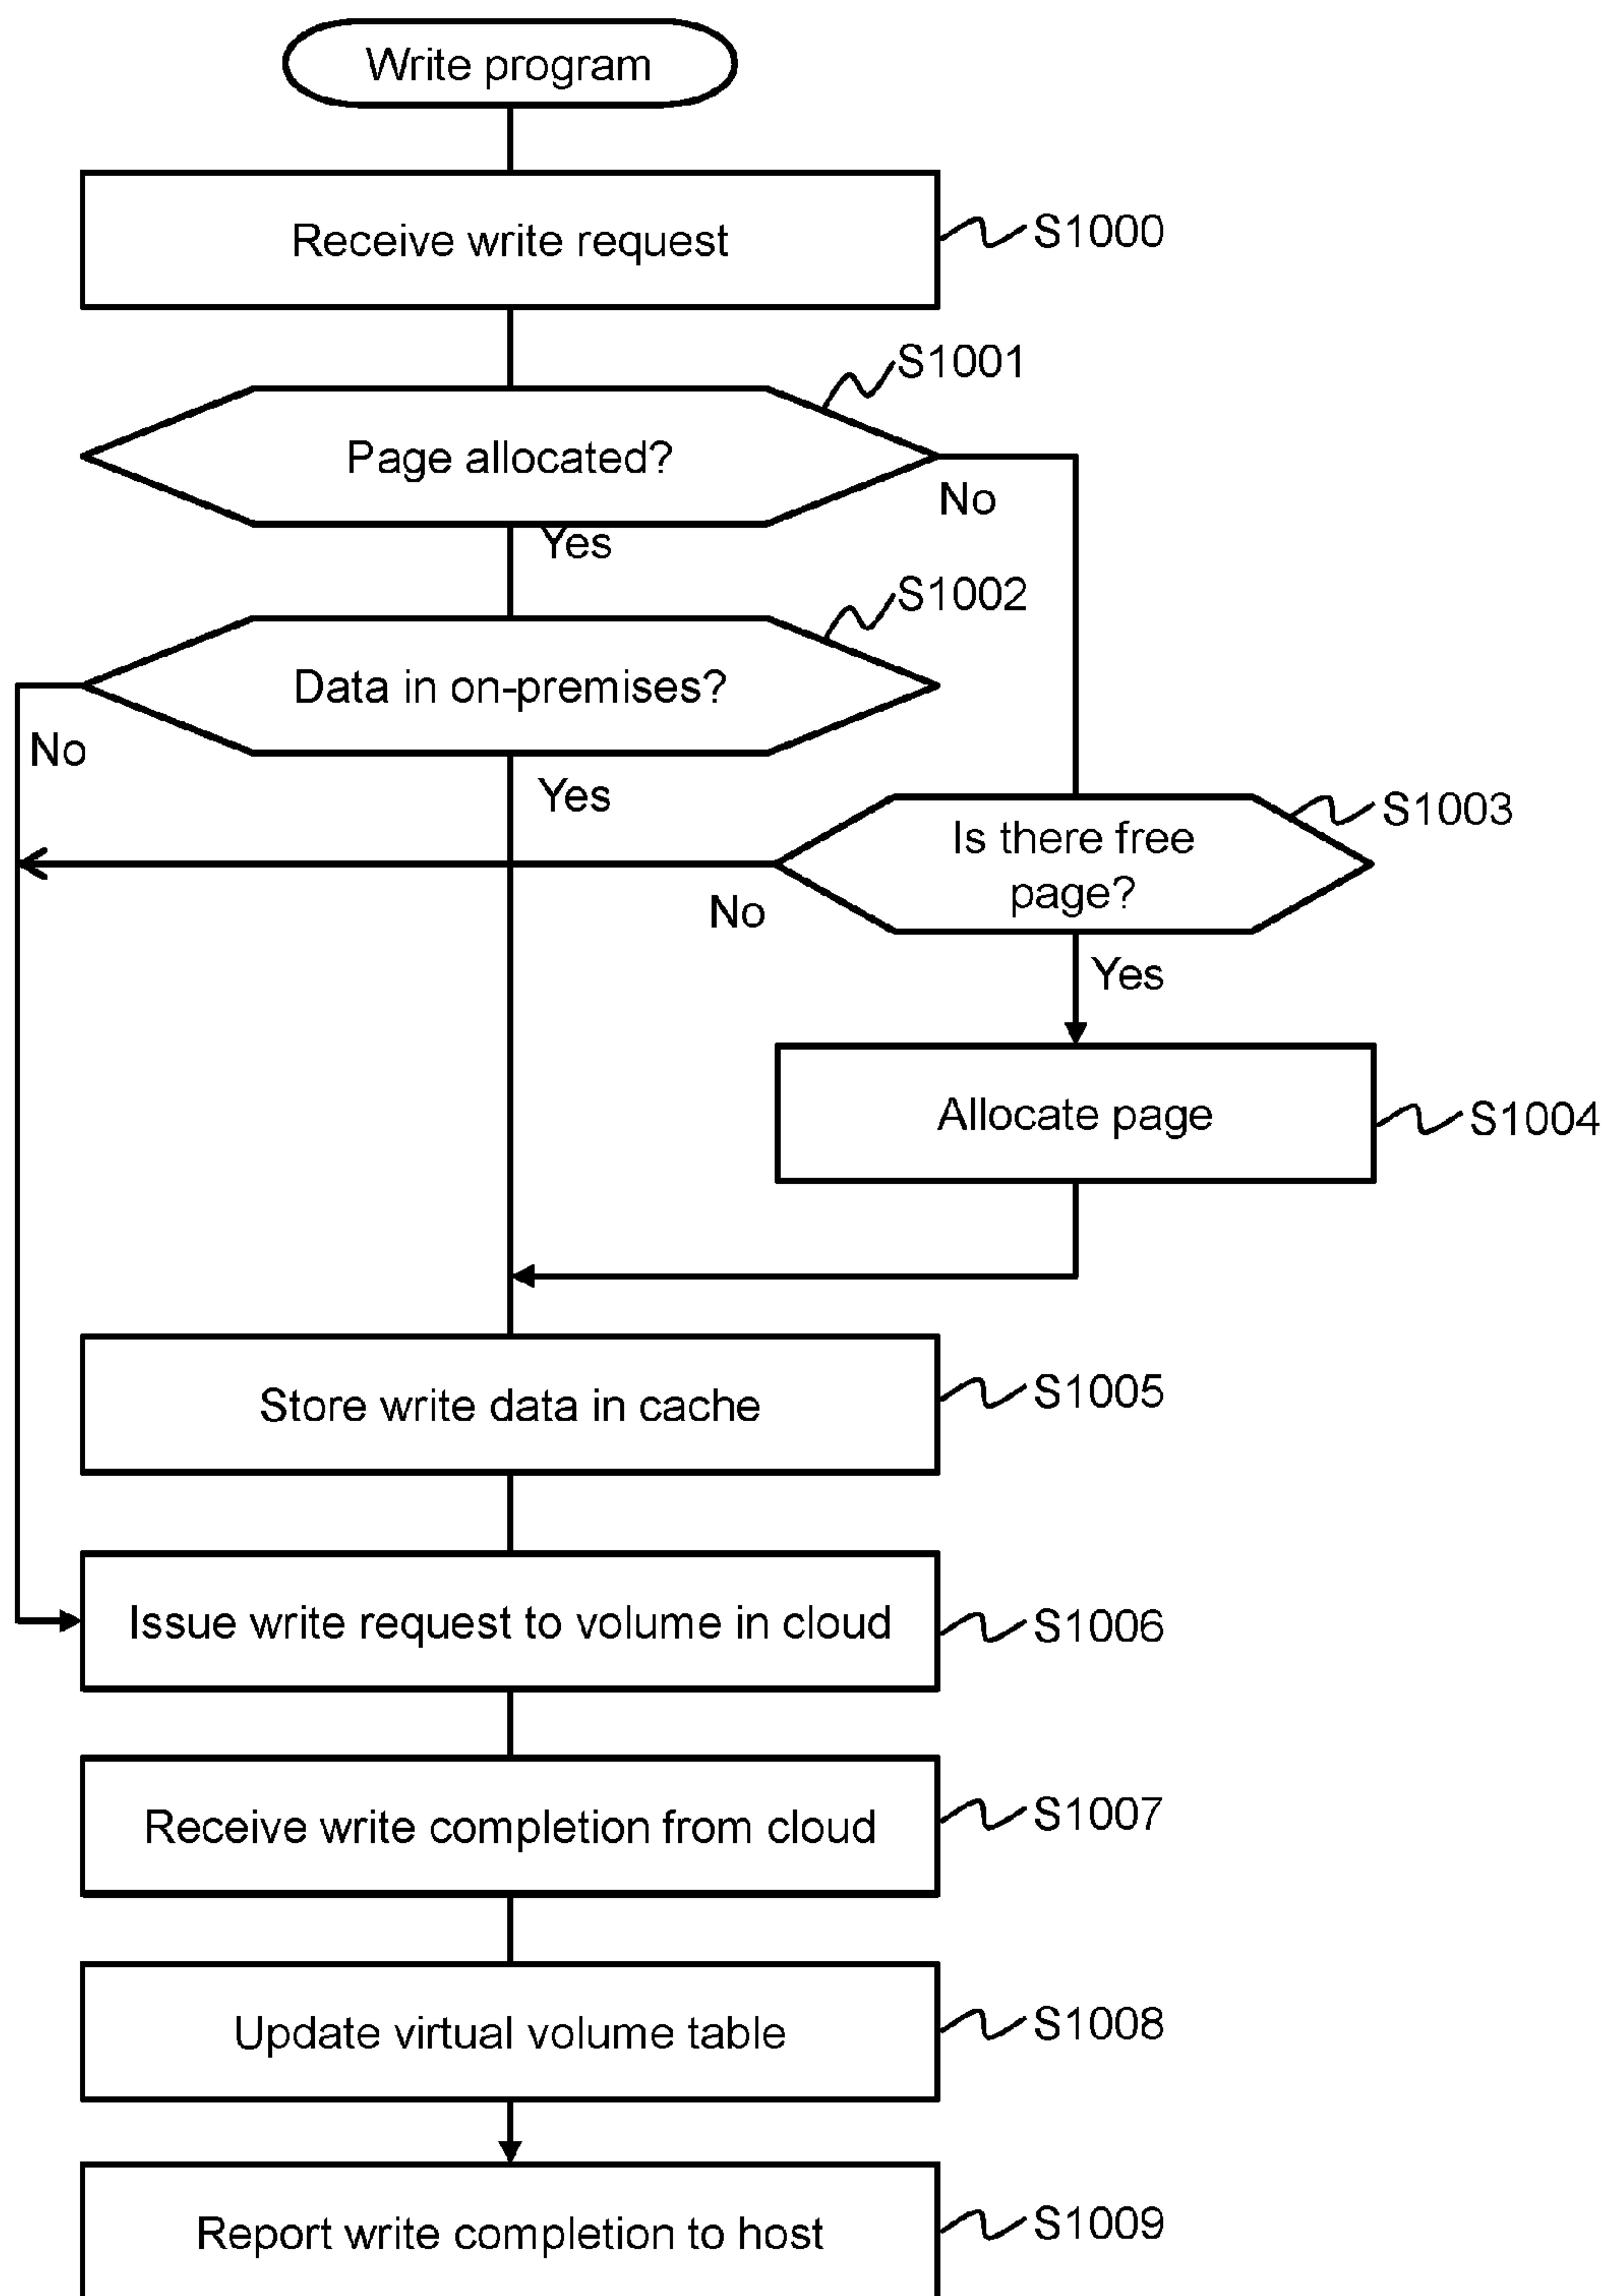 Write program
Receive write request
S1000
S1001
Page allocated?
No
Yes
S1002
Data in on-premises?
No
Yes
S1003
Is there free
page?
No
Yes
Allocate page
S1004
Store write data in cache
S1005
Issue write request to volume in cloud
S1006
Receive write completion from cloud
S1007
Update virtual volume table
S1008
Report write completion to host
S1009